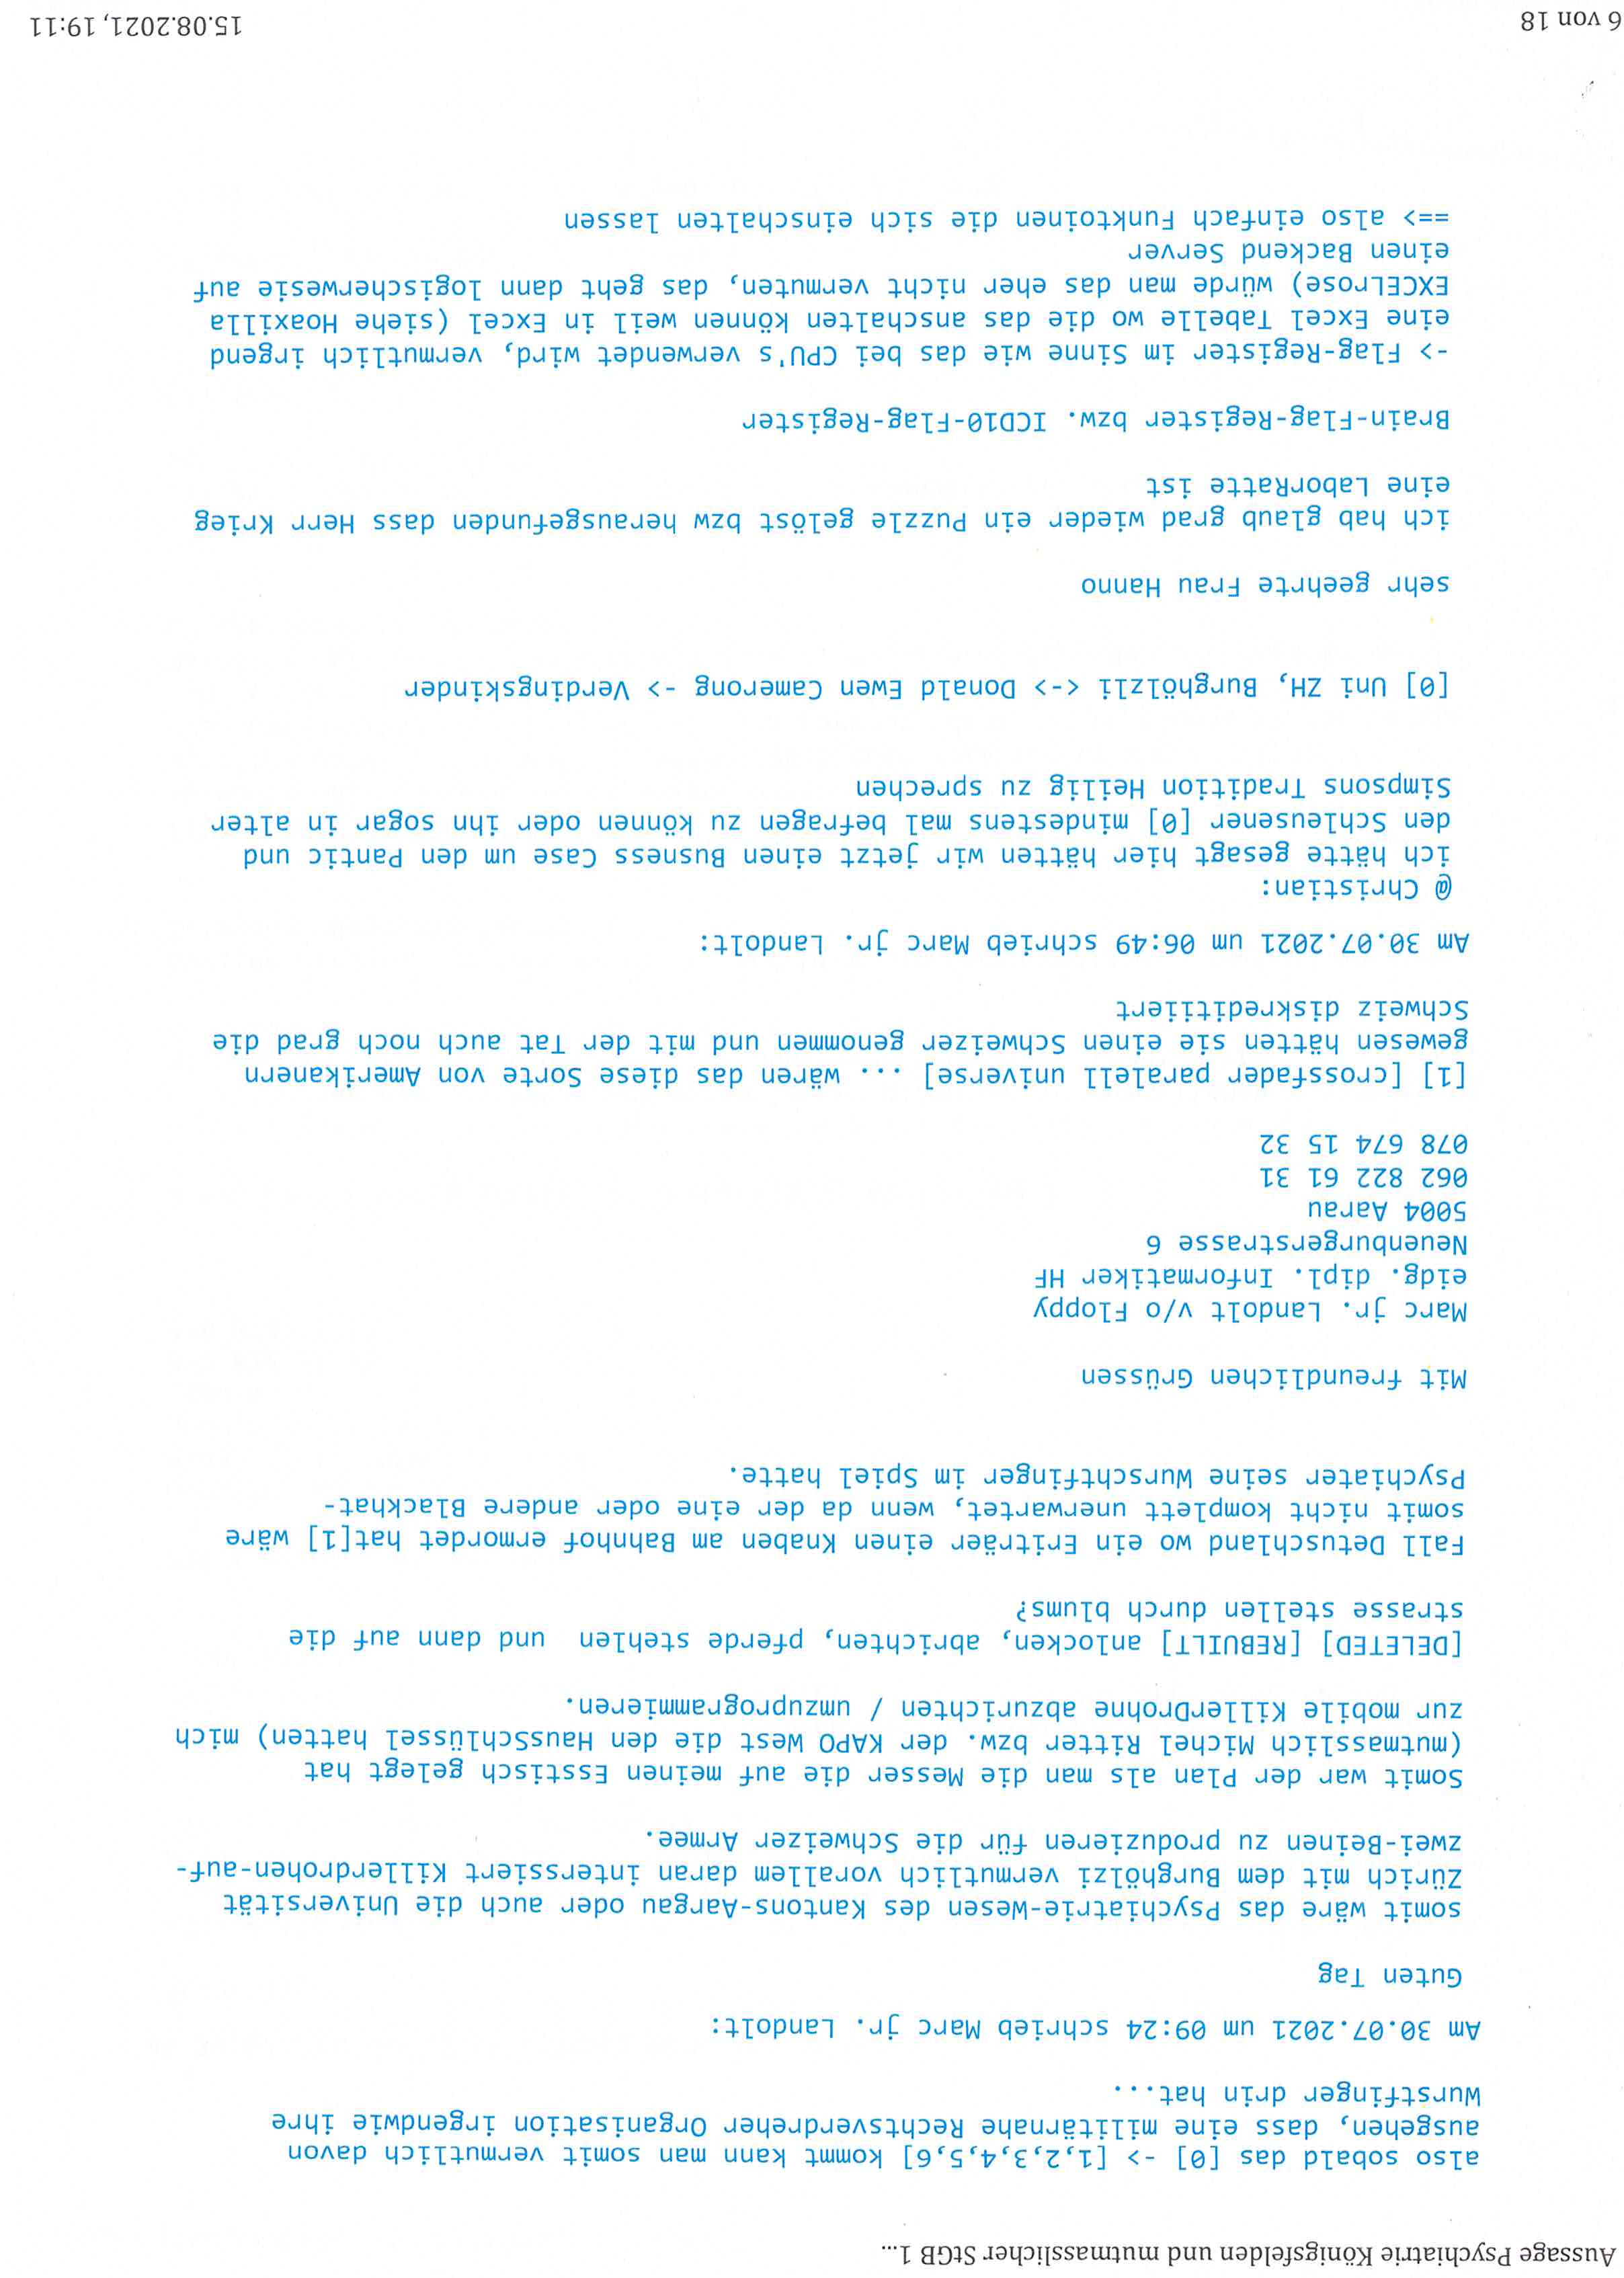 Aussage Psychiatrie Königsfelden und mutmasslicher StGB 1...
also sobald das [0] -> [1,2,3,4,5,6] kommt kann man somit vermutlich davon
ausgehen, dass eine militärnahe Rechtsverdreher Organisation irgendwie ihre
Wurstfinger drin hat...
Am 30.07.2021 um 09:24 schrieb Marc jr. Landolt:
Guten Tag
somit wäre das Psychiatrie-Wesen des Kantons-Aargau oder auch die Universität
Zürich mit dem Burghölzi vermutlich vorallem daran interssiert Killerdrohen-auf-
zwei-Beinen zu produzieren für die Schweizer Armee.
Somit war der Plan als man die Messer die auf meinen Esstisch gelegt hat
(mutmasslich Michel Ritter bzw. der KAPO West die den HausSchlüssel hatten) mich
zur mobile KillerDrohne abzurichten / umzuprogrammieren.
[DELETED] [REBUILT] anlocken, abrichten, pferde stehlen und dann auf die
strasse stellen durch blums?
Fall Detuschland wo ein Eriträer einen Knaben am Bahnhof ermordet hat[1] wäre
somit nicht komplett unerwartet, wenn da der eine oder andere Blackhat-
Psychiater seine Wurschtfinger im Spiel hatte.
Mit freundlichen Grüssen
Marc jr. Landolt v/o Floppy
eidg. dipl. Informatiker HF
Neuenburgerstrasse 6
5004 Aarau
062 822 61 31
078 674 15 32
[1] [crossfader paralell universe] ... wären das diese Sorte von Amerikanern
gewesen hätten sie einen Schweizer genommen und mit der Tat auch noch grad die
Schweiz diskreditiiert
Am 30.07.2021 um 06:49 schrieb Marc jr. Landolt:
@ Christian:
ich hätte gesagt hier hätten wir jetzt einen Busness Case um den Pantic und
den Schleusener [0] mindestens mal befragen zu können oder ihn sogar in alter
Simpsons Tradition Heilig zu sprechen
[0] Uni ZH, Burghölzli <-> Donald Ewen Camerong -> Verdingskinder
sehr geehrte Frau Hanno
ich hab glaub grad wieder ein Puzzle gelöst bzw herausgefunden dass Herr Krieg
eine LaborRatte ist
Brain-Flag-Register bzw. ICD10-Flag-Register
-> Flag-Register im Sinne wie das bei CPU's verwendet wird, vermutlich irgend
eine Excel Tabelle wo die das anschalten können weil in Excel (siehe Hoaxilla
EXCELrose) würde man das eher nicht vermuten, das geht dann logischerwesie auf
einen Backend Server
==> also einfach Funktoinen die sich einschalten lassen
6 von 18
15.08.2021, 19:11